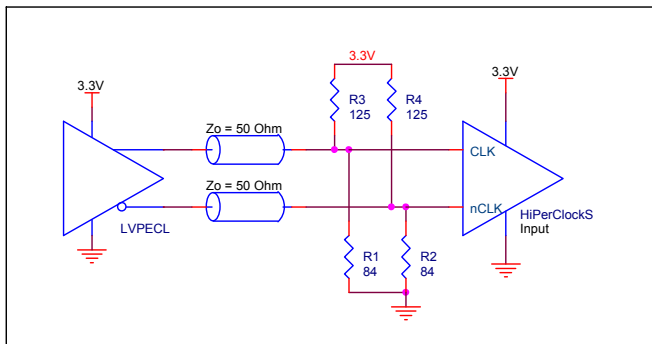 3.3V
3.3V
3.3V
R3
125
R4
125
Zo = 50 Ohm
CLK
Zo = 50 Ohm
nCLK
HiPerClockS
Input
LVPECL
R1
84
R2
84